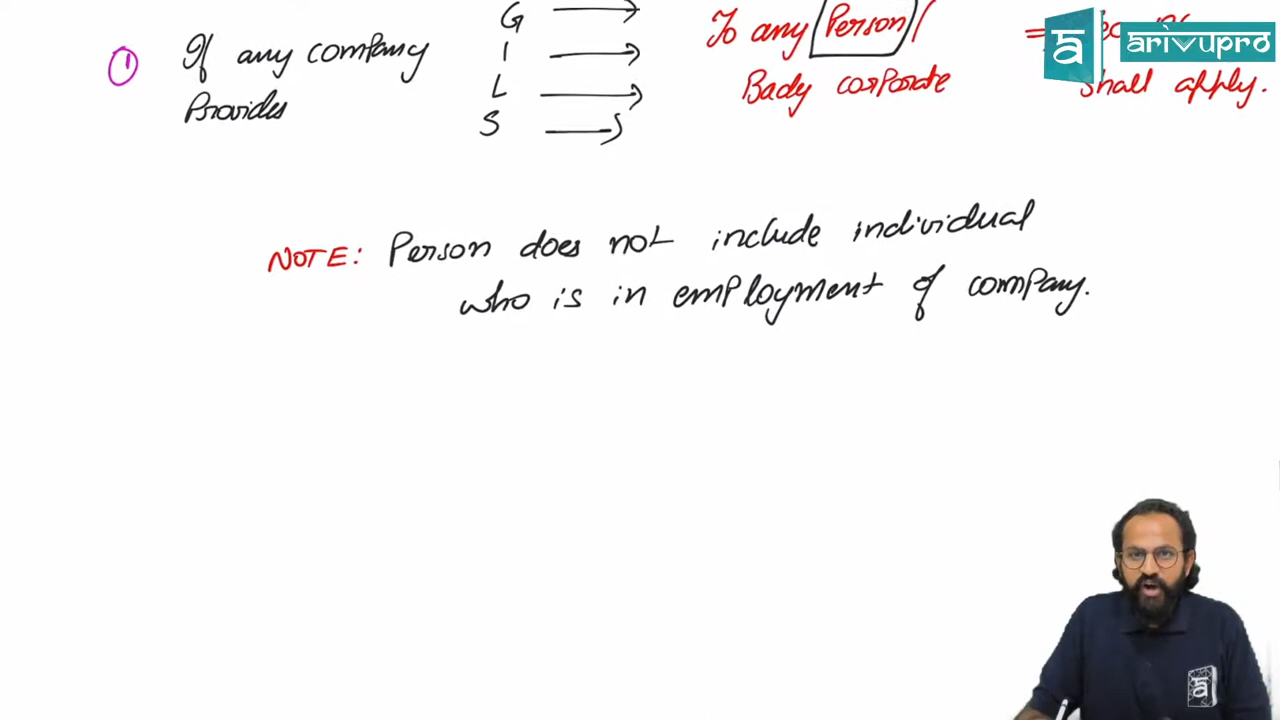 G
① If any company
Provides
I
L
S
To any Person/
Body corporate
=
shall apply.
ā
arivupro
NOTE: Person does not include individual
who is in employment of company.
ā